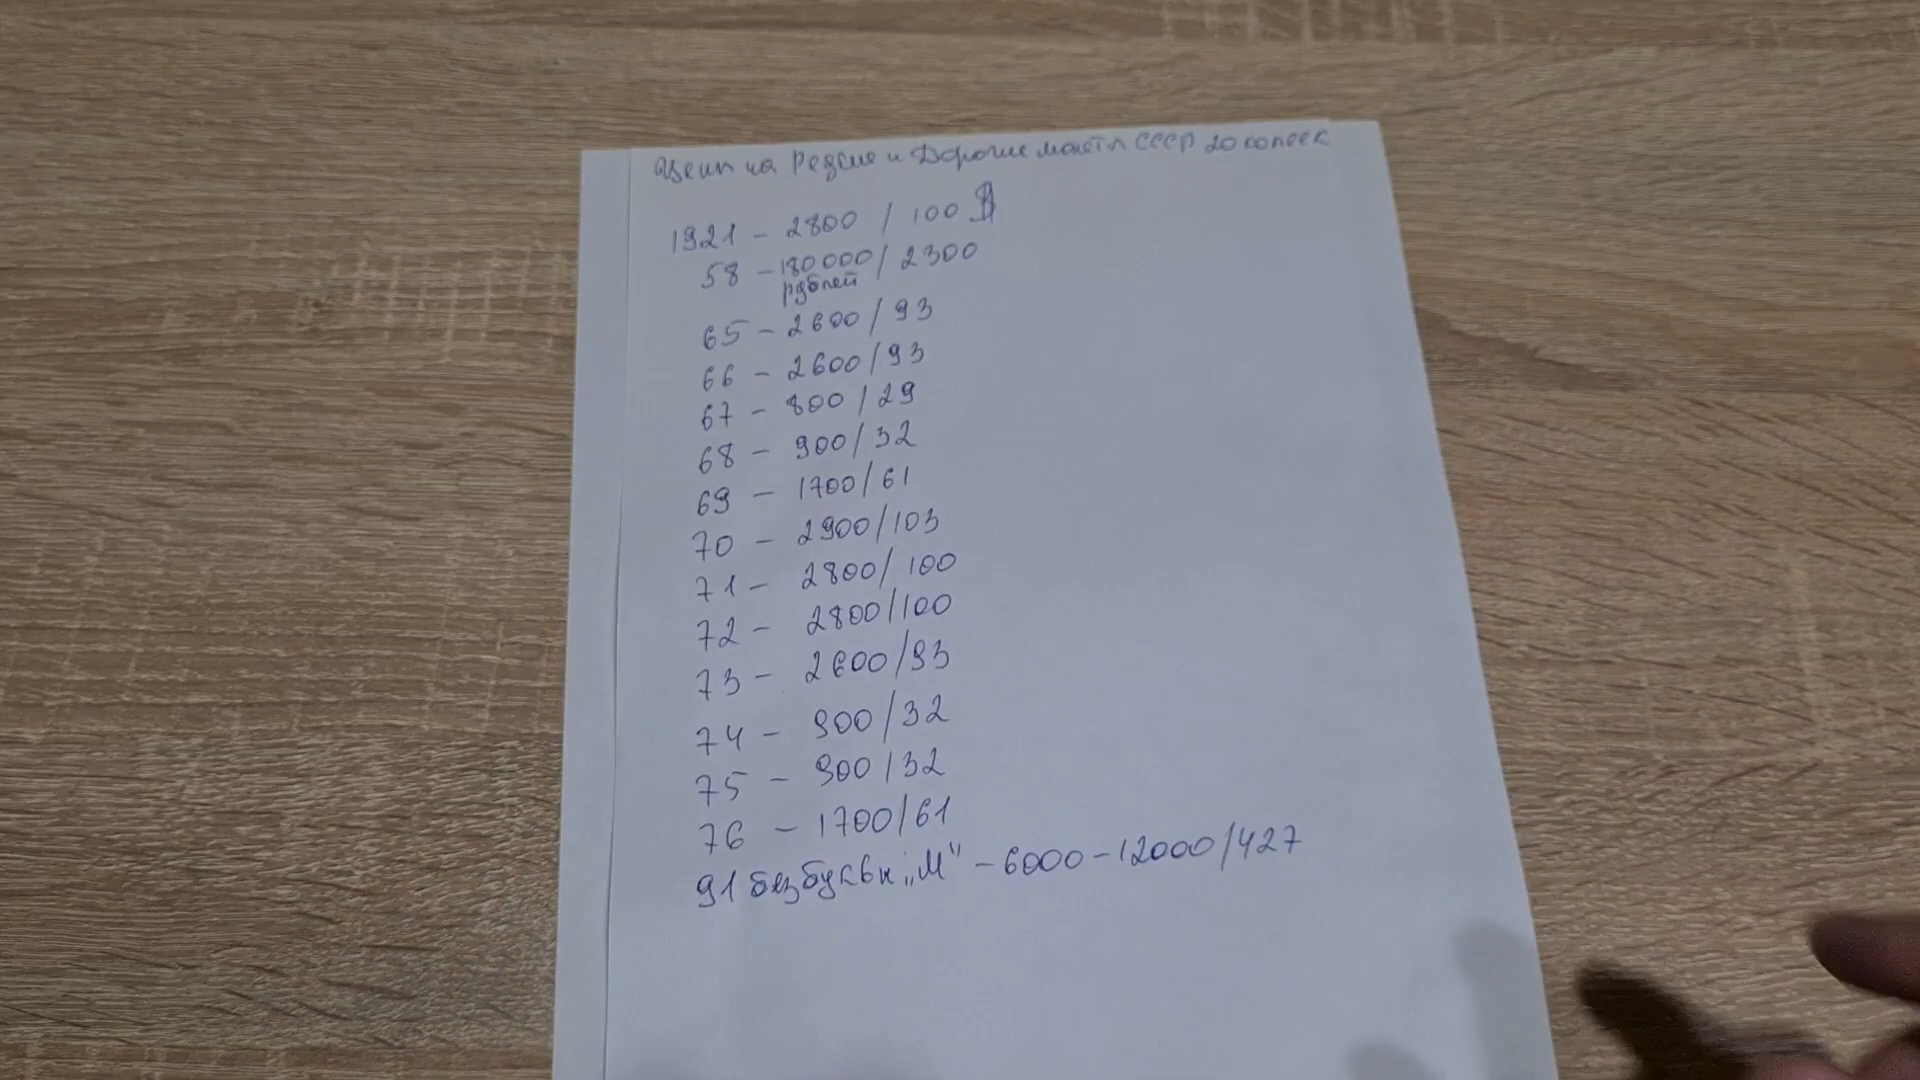 Цены на Редкие и Дорогие монеты СССР 20 копеек
1921 - 2800 / 100 $
58 - 180000 / 2300
рублей
65 - 2600 / 93
66 - 2600 / 93
67 - 800 / 29
68 - 900 / 32
69 - 1700 / 61
70 - 2900 / 103
71 - 2800 / 100
72 - 2800 / 100
73 - 2600 / 93
74 - 900 / 32
75 - 900 / 32
76 - 1700 / 61
91 без буквы „М" - 6000 - 12000 / 427